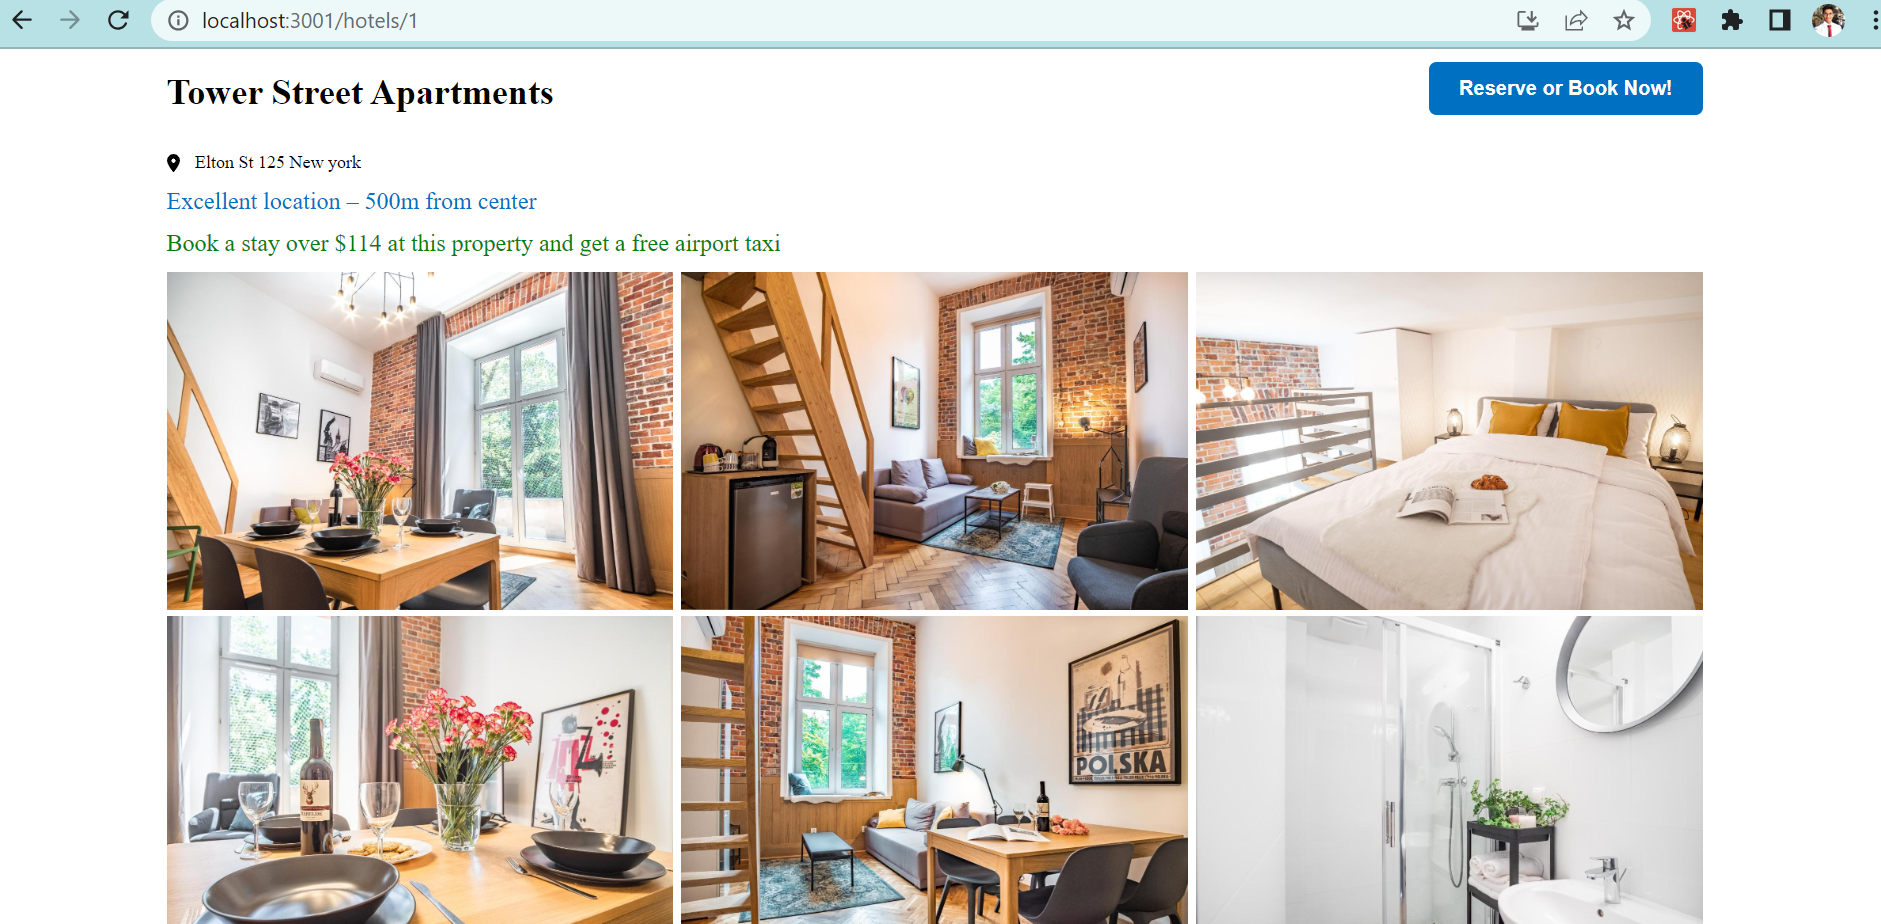 localhost:3001/hotels/1
Tower Street Apartments
Reserve or Book Now!
Elton St 125 New york
Excellent location – 500m from center
Book a stay over $114 at this property and get a free airport taxi
POLSKA